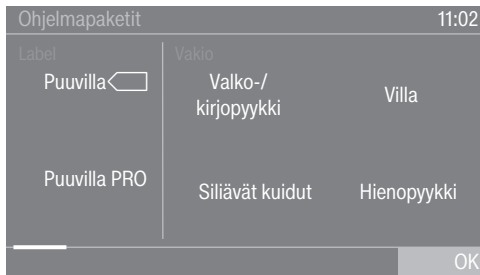 Ohjelmapaketit 11:02
Label
Vakio
Puuvilla
Valko-/
kirjopyykki
Villa
Puuvilla PRO
Siliävät kuidut
Hienopyykki
OK